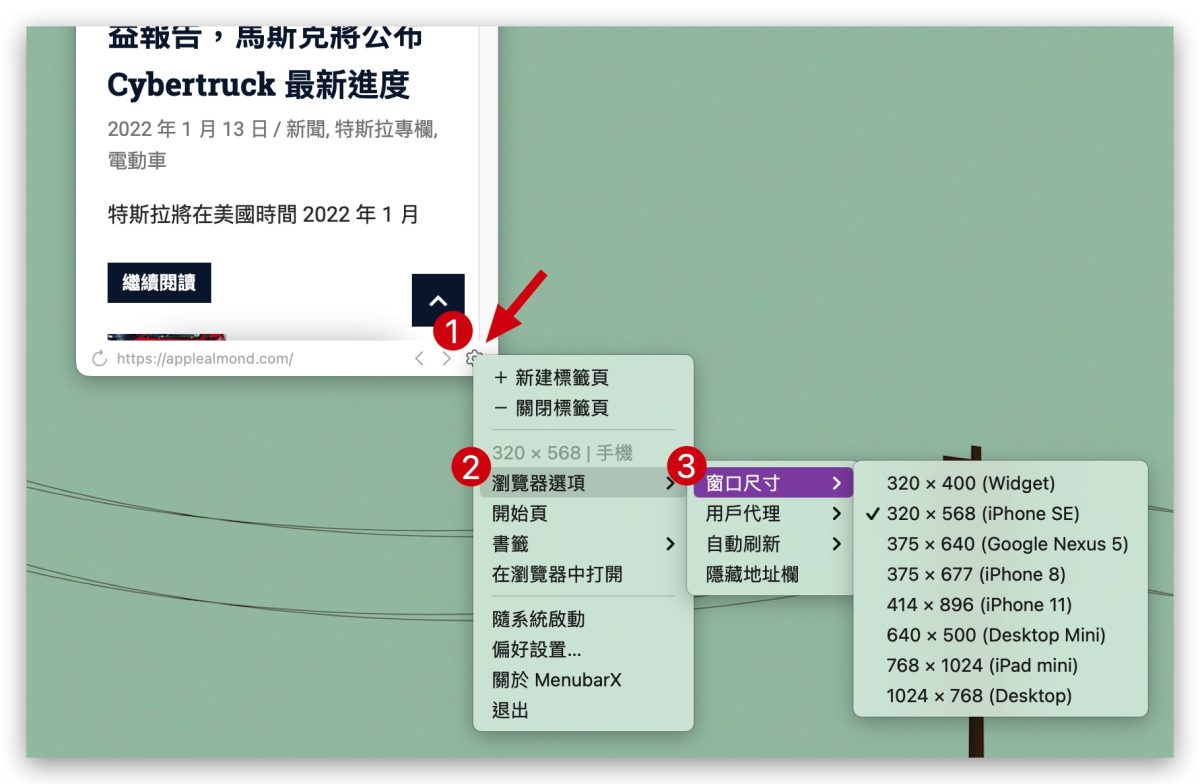 益報告，馬斯克將公布
Cybertruck 最新進度
2022 年 1 月 13 日 / 新聞, 特斯拉專欄,
電動車
特斯拉將在美國時間 2022 年 1 月
繼續閱讀
1
https://applealmond.com/
+ 新建標籤頁
− 關閉標籤頁
320 × 568 | 手機
2
瀏覽器選項
開始頁
書籤
在瀏覽器中打開
隨系統啟動
偏好設置...
關於 MenubarX
退出
3
窗口尺寸
用戶代理
自動刷新
隱藏地址欄
320 × 400 (Widget)
320 × 568 (iPhone SE)
375 × 640 (Google Nexus 5)
375 × 677 (iPhone 8)
414 × 896 (iPhone 11)
640 × 500 (Desktop Mini)
768 × 1024 (iPad mini)
1024 × 768 (Desktop)